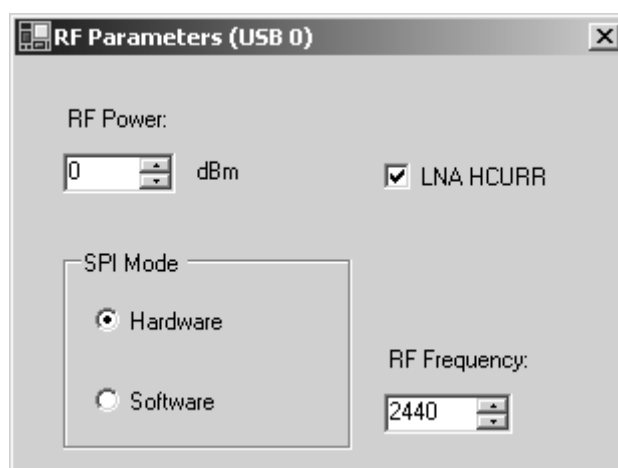 RF Parameters (USB 0)
RF Power:
0 dBm
LNA HCURR
SPI Mode
Hardware
Software
RF Frequency:
2440